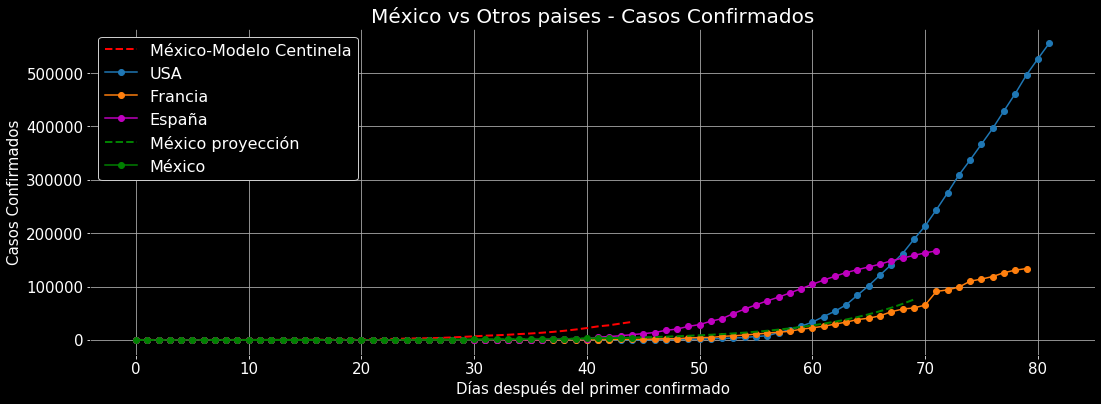 México vs Otros paises - Casos Confirmados
México-Modelo Centinela
USA
Francia
España
México proyección
México
Casos Confirmados
500000
400000
300000
200000
100000
0
0 10 20 30 40 50 60 70 80
Días después del primer confirmado